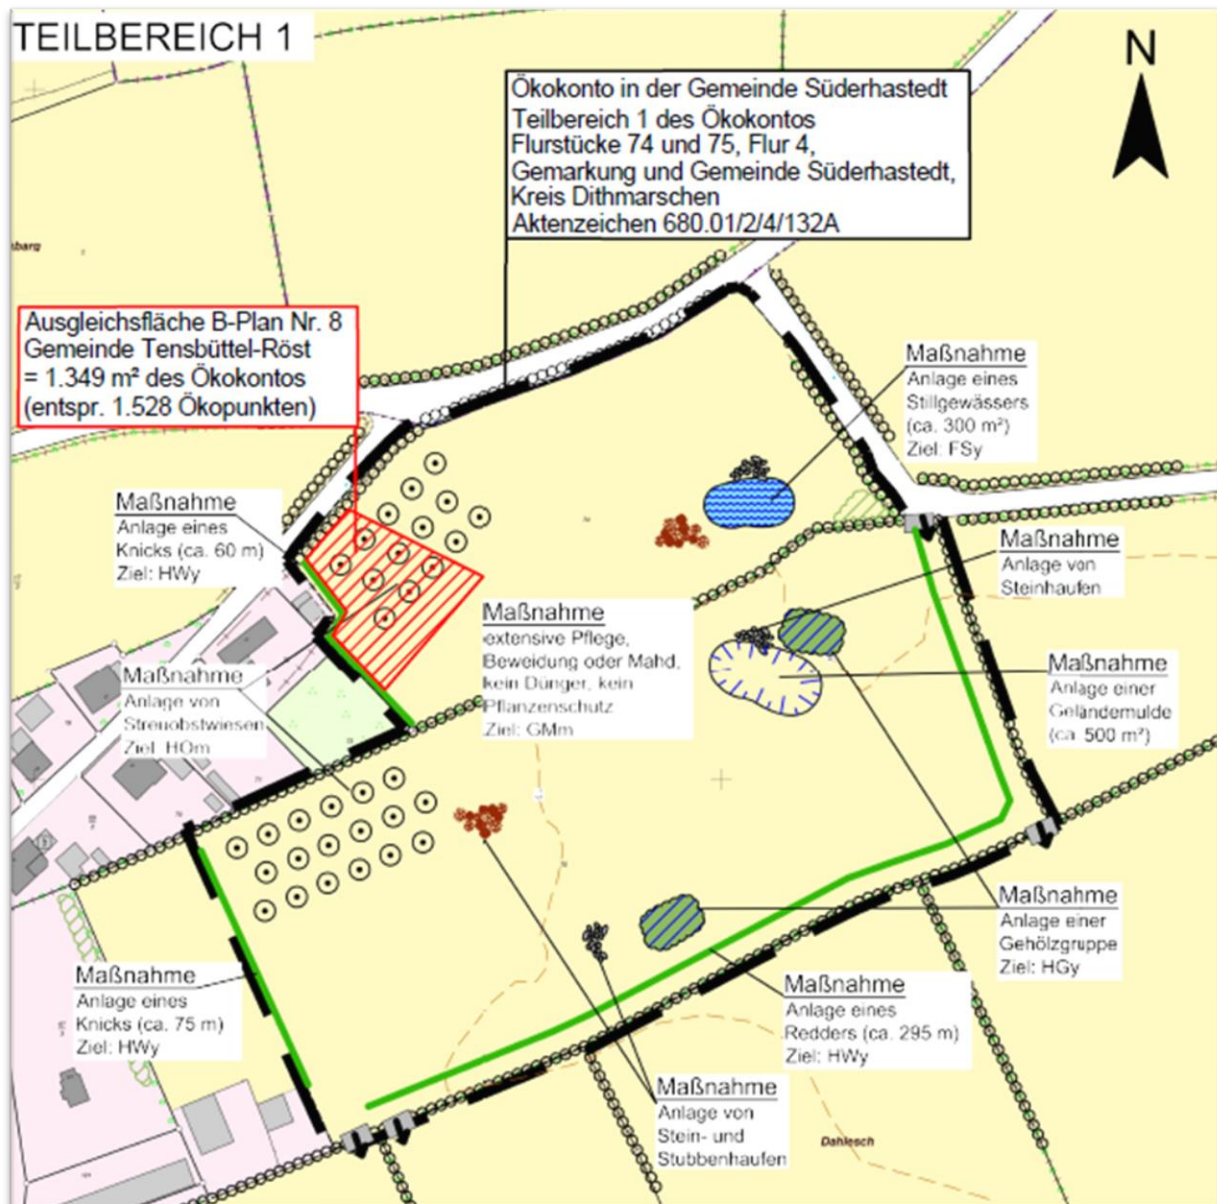 TEILBEREICH 1
N
Ökokonto in der Gemeinde Süderhastedt
Teilbereich 1 des Ökokontos
Flurstücke 74 und 75, Flur 4,
Gemarkung und Gemeinde Süderhastedt,
Kreis Dithmarschen
Aktenzeichen 680.01/2/4/132A
Ausgleichsfläche B-Plan Nr. 8
Gemeinde Tensbüttel-Röst
= 1.349 m² des Ökokontos
(entspr. 1.528 Ökopunkten)
Maßnahme
Anlage eines
Stillgewässers
(ca. 300 m²)
Ziel: FSy
Maßnahme
Anlage eines
Knicks (ca. 60 m)
Ziel: HWy
Maßnahme
Anlage von
Steinhaufen
Maßnahme
extensive Pflege,
Beweidung oder Mahd,
kein Dünger, kein
Pflanzenschutz
Ziel: GMm
Maßnahme
Anlage von
Streuobstwiesen
Ziel: HOm
Maßnahme
Anlage einer
Geländemulde
(ca. 500 m²)
Maßnahme
Anlage einer
Gehölzgruppe
Ziel: HGy
Maßnahme
Anlage eines
Knicks (ca. 75 m)
Ziel: HWy
Maßnahme
Anlage eines
Redders (ca. 295 m)
Ziel: HWy
Maßnahme
Anlage von
Stein- und
Stubbenhaufen
Dahlesch